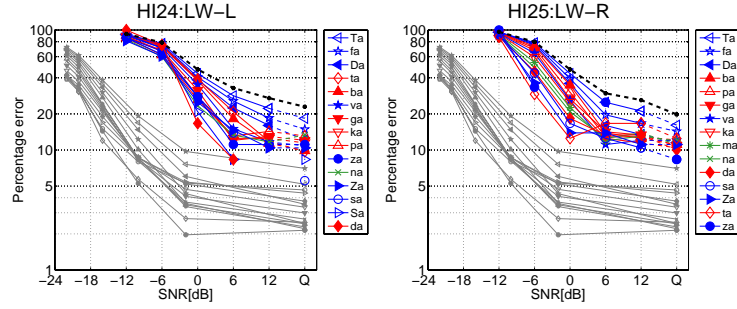 HI24:LW-L
Percentage error
100
80
60
40
20
10
5
1
-24 -18 -12 -6 0 6 12 Q
SNR[dB]
Ta
fa
Da
ta
ba
va
ga
ka
pa
za
na
Za
sa
Sa
da
HI25:LW-R
Percentage error
100
80
60
40
20
10
5
1
-24 -18 -12 -6 0 6 12 Q
SNR[dB]
Ta
fa
Da
ba
pa
ga
va
ka
ma
na
da
sa
Za
ta
za